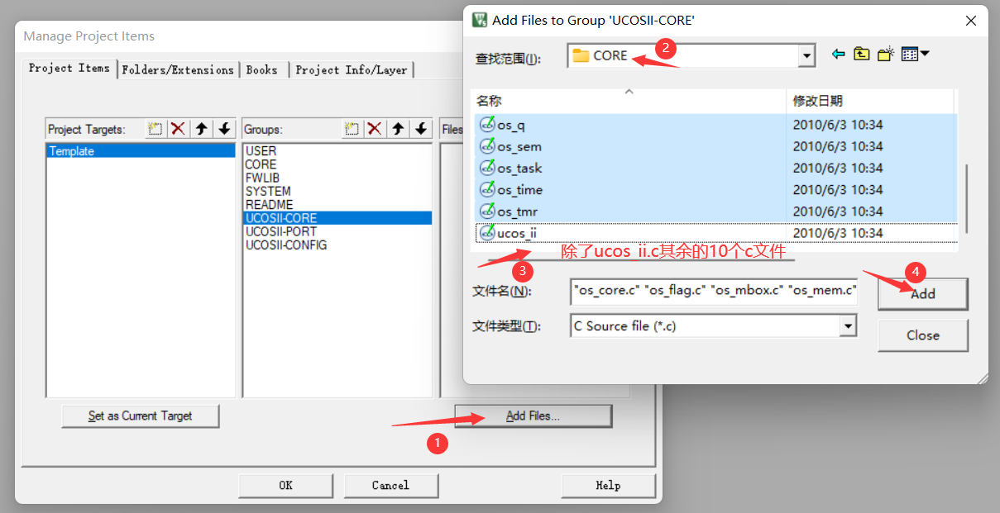 Manage Project Items
Project Items
Folders/Extensions
Books
Project Info/Layer
Project Targets:
Groups:
Files
Template
USER
CORE
FWLIB
SYSTEM
README
UCOSII-CORE
UCOSII-PORT
UCOSII-CONFIG
Set as Current Target
Add Files...
1
OK
Cancel
Help
Add Files to Group 'UCOSII-CORE'
查找范围(I):
CORE
2
名称
修改日期
os_q 2010/6/3 10:34
os_sem 2010/6/3 10:34
os_task 2010/6/3 10:34
os_time 2010/6/3 10:34
os_tmr 2010/6/3 10:34
ucos_ii 2010/6/3 10:34
除了ucos_ii.c其余的10个c文件
3
4
文件名(N):
"os_core.c" "os_flag.c" "os_mbox.c" "os_mem.c"
Add
文件类型(T):
C Source file (*.c)
Close